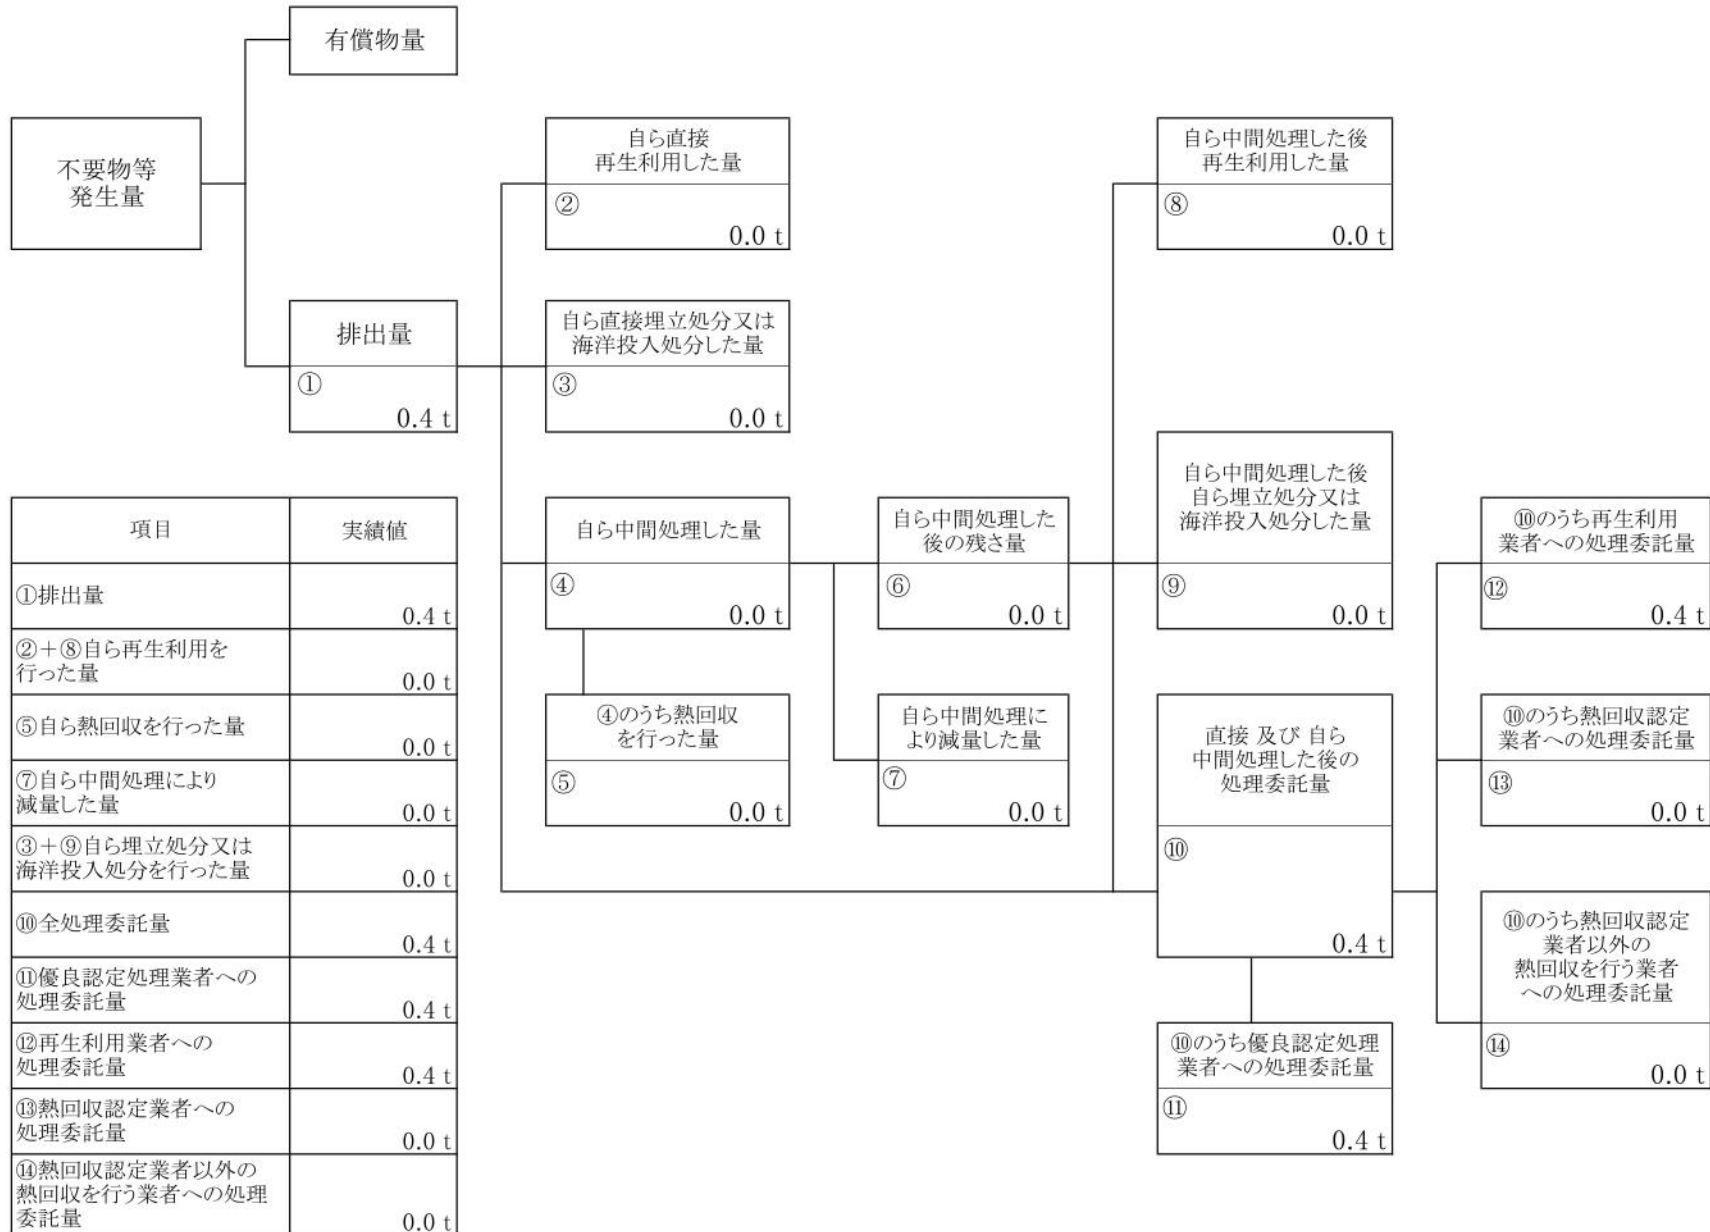 有償物量
不要物等
発生量
自ら直接
再生利用した量
②
0.0 t
自ら中間処理した後
再生利用した量
⑧
0.0 t
排出量
①
0.4 t
自ら直接埋立処分又は
海洋投入処分した量
③
0.0 t
自ら中間処理した量
④
0.0 t
自ら中間処理した
後の残さ量
⑥
0.0 t
自ら中間処理した後
自ら埋立処分又は
海洋投入処分した量
⑨
0.0 t
⑩のうち再生利用
業者への処理委託量
⑫
0.4 t
④のうち熱回収
を行った量
⑤
0.0 t
自ら中間処理に
より減量した量
⑦
0.0 t
直接 及び 自ら
中間処理した後の
処理委託量
⑩
0.4 t
⑩のうち熱回収認定
業者への処理委託量
⑬
0.0 t
⑩のうち熱回収認定
業者以外の
熱回収を行う業者
への処理委託量
⑭
0.0 t
⑩のうち優良認定処理
業者への処理委託量
⑪
0.4 t
項目 実績値
①排出量
0.4 t
②+⑧自ら再生利用を
行った量
0.0 t
⑤自ら熱回収を行った量
0.0 t
⑦自ら中間処理により
減量した量
0.0 t
③+⑨自ら埋立処分又は
海洋投入処分を行った量
0.0 t
⑩全処理委託量
0.4 t
⑪優良認定処理業者への
処理委託量
0.4 t
⑫再生利用業者への
処理委託量
0.4 t
⑬熱回収認定業者への
処理委託量
0.0 t
⑭熱回収認定業者以外の
熱回収を行う業者への処理
委託量
0.0 t